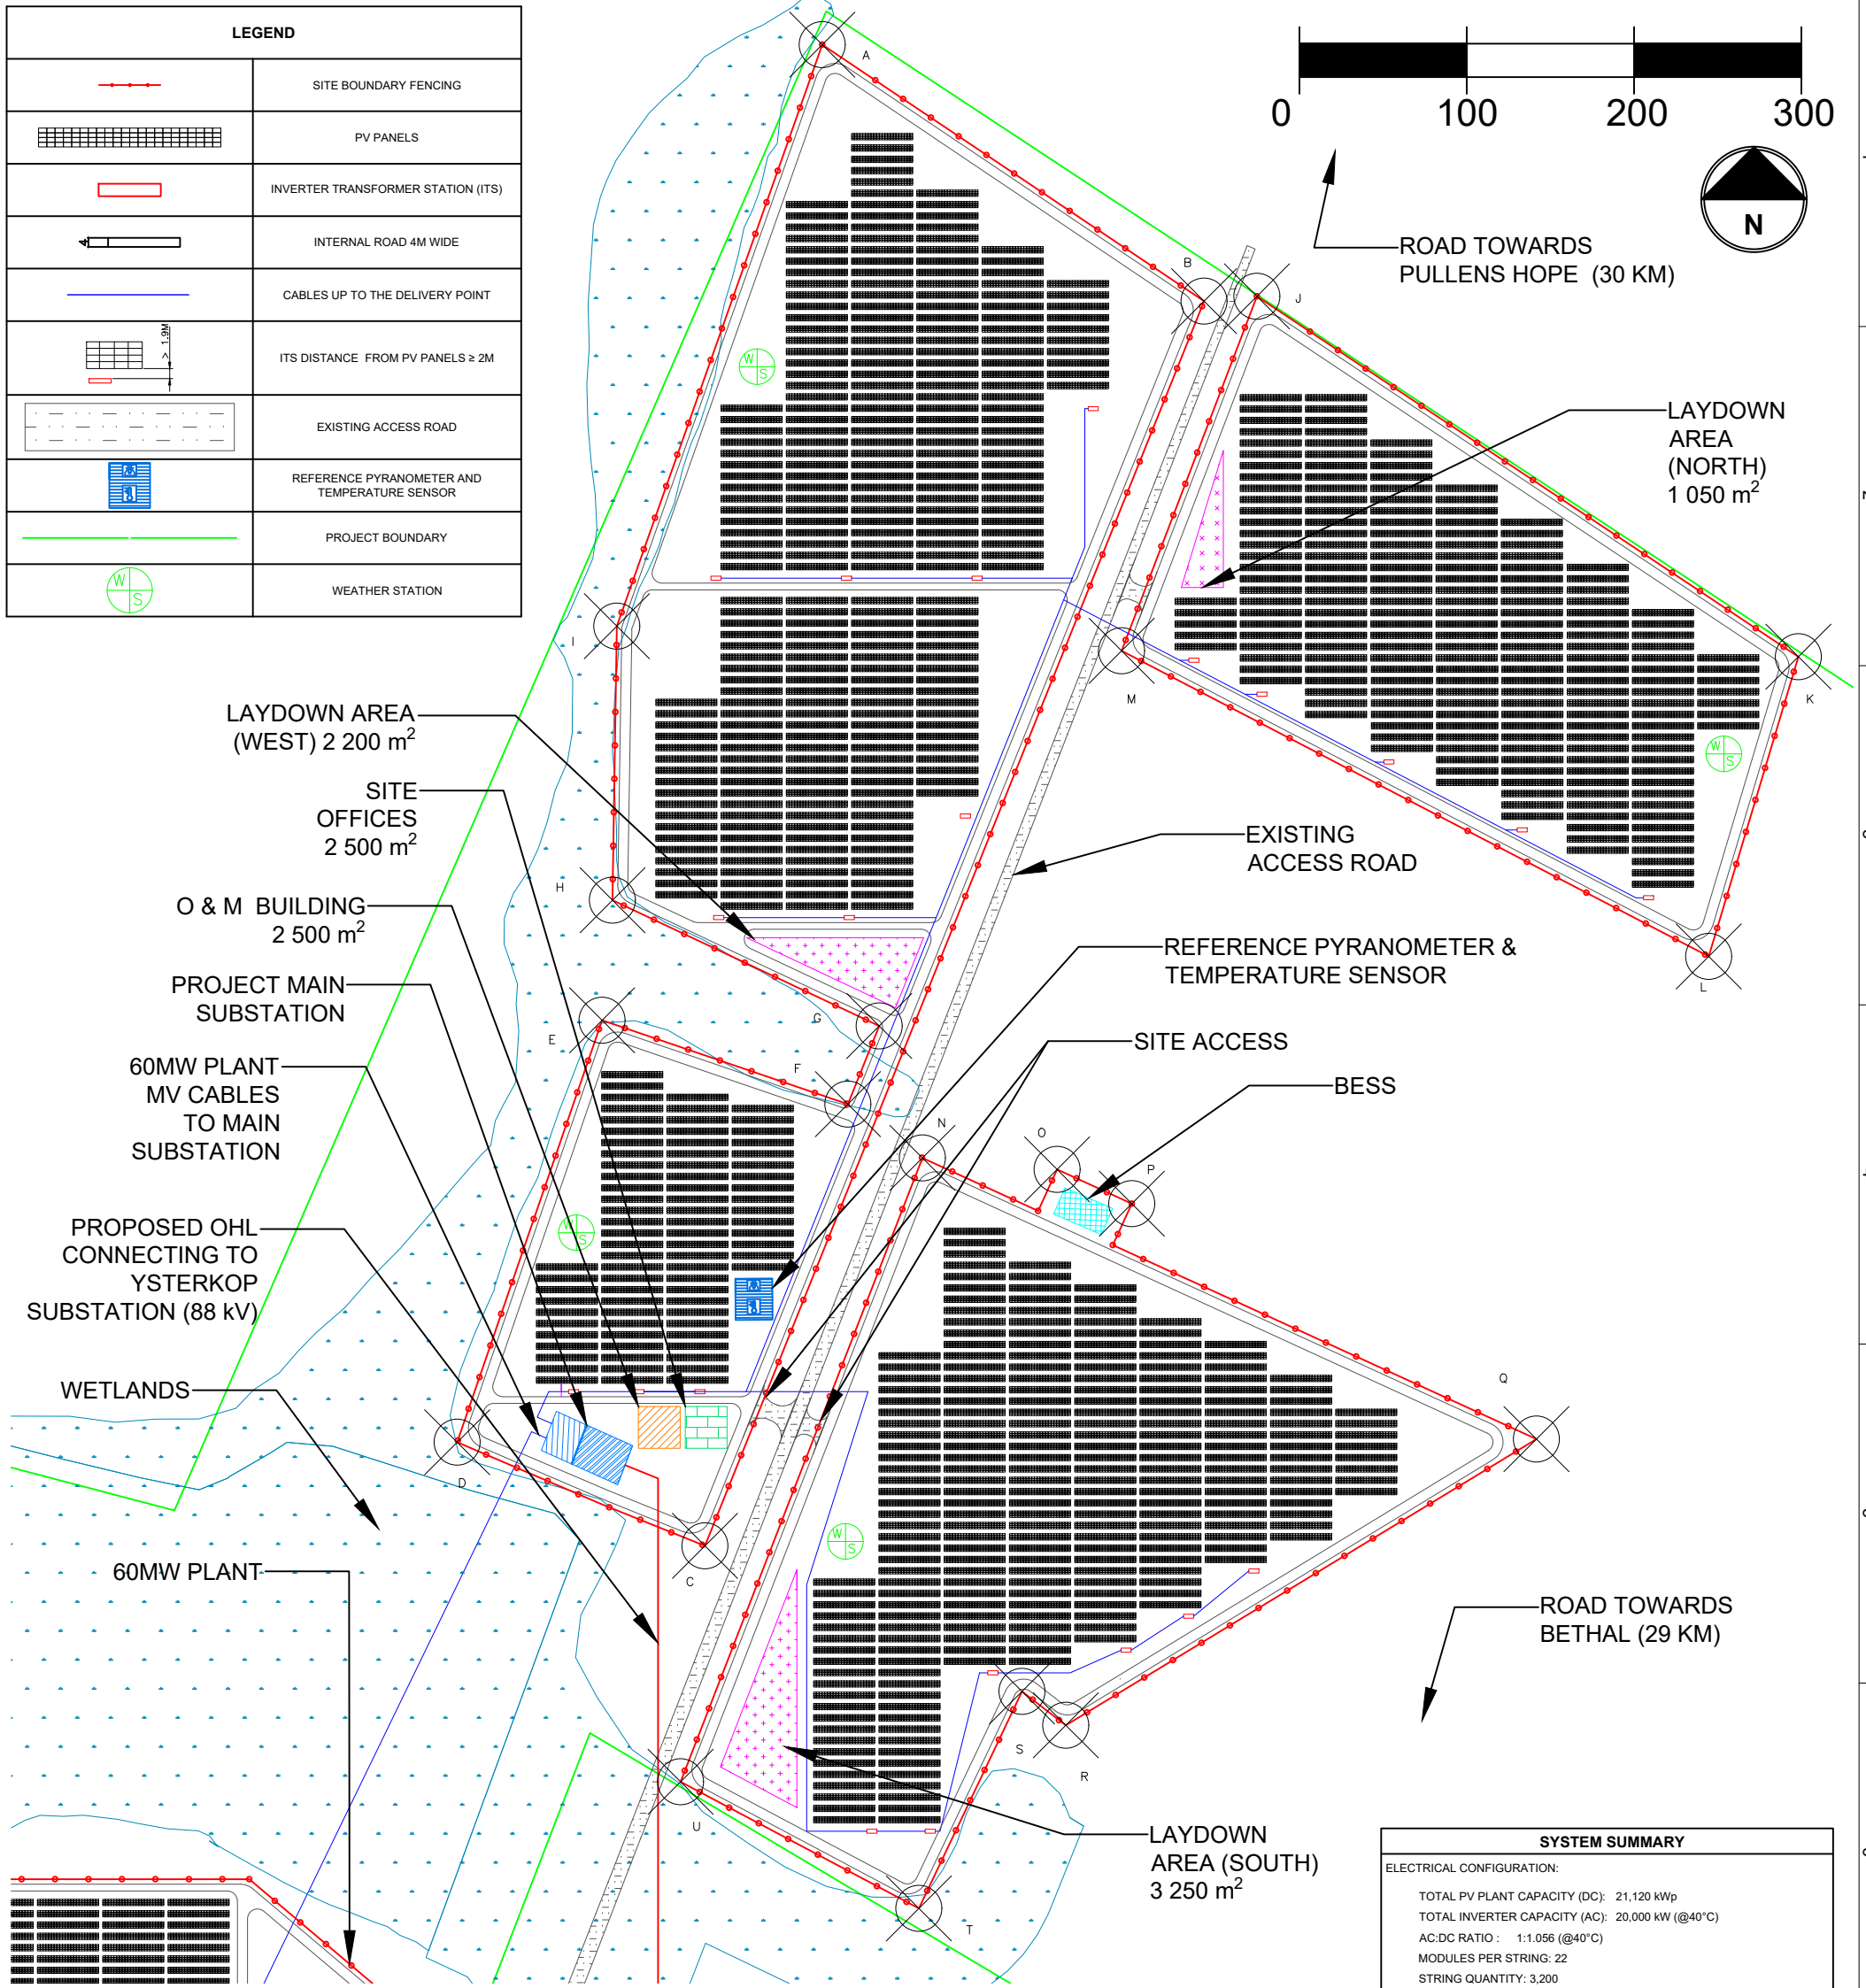 LEGEND
SITE BOUNDARY FENCING
PV PANELS
INVERTER TRANSFORMER STATION (ITS)
4
INTERNAL ROAD 4M WIDE
CABLES UP TO THE DELIVERY POINT
> 1.9M
ITS DISTANCE FROM PV PANELS ≥ 2M
EXISTING ACCESS ROAD
REFERENCE PYRANOMETER AND
TEMPERATURE SENSOR
PROJECT BOUNDARY
W
S
WEATHER STATION
0 100 200 300
N
ROAD TOWARDS
PULLENS HOPE (30 KM)
A
B
J
W
S
LAYDOWN
AREA
(NORTH)
1 050 m²
I
M
K
W
S
LAYDOWN AREA
(WEST) 2 200 m²
SITE
OFFICES
2 500 m²
EXISTING
ACCESS ROAD
H
O & M BUILDING
2 500 m²
REFERENCE PYRANOMETER &
TEMPERATURE SENSOR
PROJECT MAIN
SUBSTATION
L
G
E
F
SITE ACCESS
60MW PLANT
MV CABLES
TO MAIN
SUBSTATION
BESS
N
O
P
PROPOSED OHL
CONNECTING TO
YSTERKOP
SUBSTATION (88 kV)
W
S
WETLANDS
Q
D
W
S
60MW PLANT
C
ROAD TOWARDS
BETHAL (29 KM)
S
R
U
LAYDOWN
AREA (SOUTH)
3 250 m²
T
SYSTEM SUMMARY
ELECTRICAL CONFIGURATION:
TOTAL PV PLANT CAPACITY (DC): 21,120 kWp
TOTAL INVERTER CAPACITY (AC): 20,000 kW (@40°C)
AC:DC RATIO : 1:1.056 (@40°C)
MODULES PER STRING: 22
STRING QUANTITY: 3,200